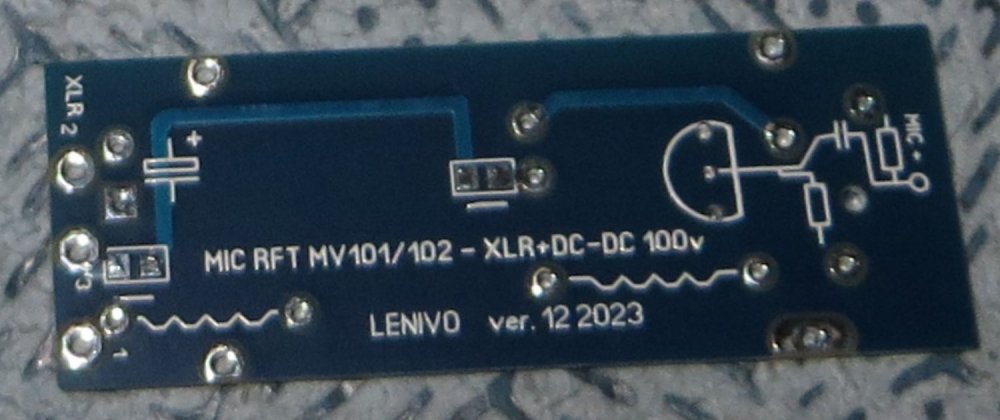 XLR 2
MIC +
MIC RFT MV101/102 - XLR+DC-DC 100v
3
LENIVO ver. 12 2023
1